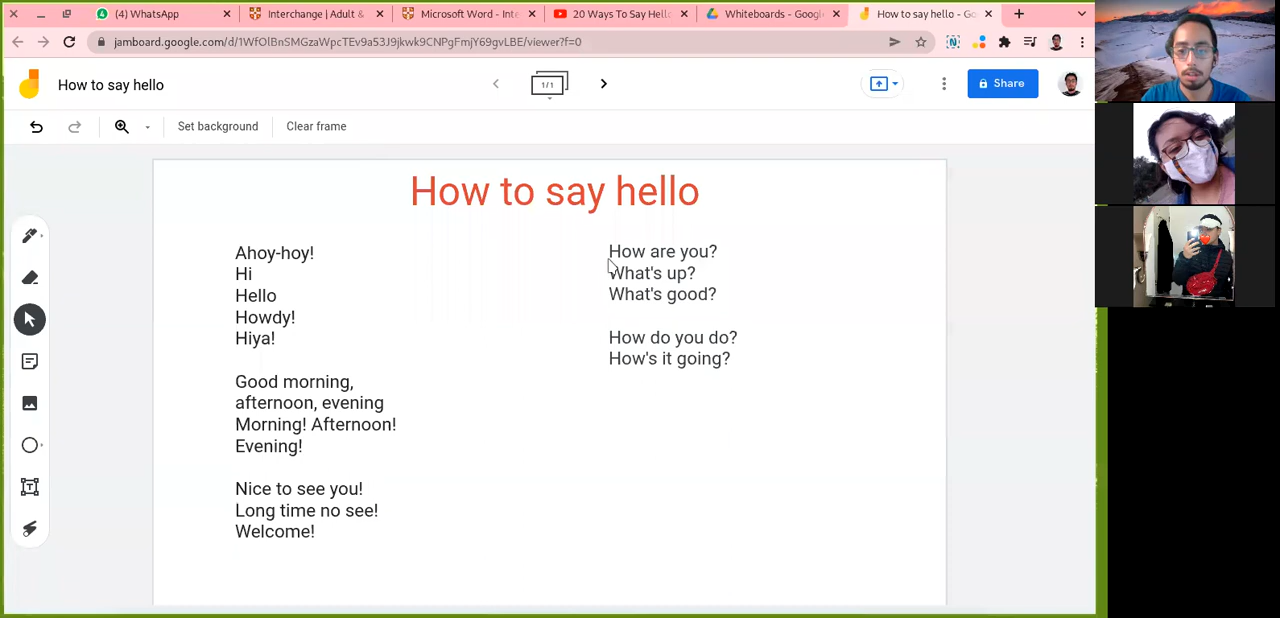 (4) WhatsApp
Interchange | Adult &
Microsoft Word - Inte
20 Ways To Say Hello
Whiteboards - Google
How to say hello - Go
jamboard.google.com/d/1WfOlBnSMGzaWpcTEv9aS3J9jkwk9CNPgFmjY69gvLBE/viewer?f=0
How to say hello
1/1
Share
Set background
Clear frame
How to say hello
Ahoy-hoy!
Hi
Hello
Howdy!
Hiya!
Good morning,
afternoon, evening
Morning! Afternoon!
Evening!
Nice to see you!
Long time no see!
Welcome!
How are you?
What's up?
What's good?
How do you do?
How's it going?